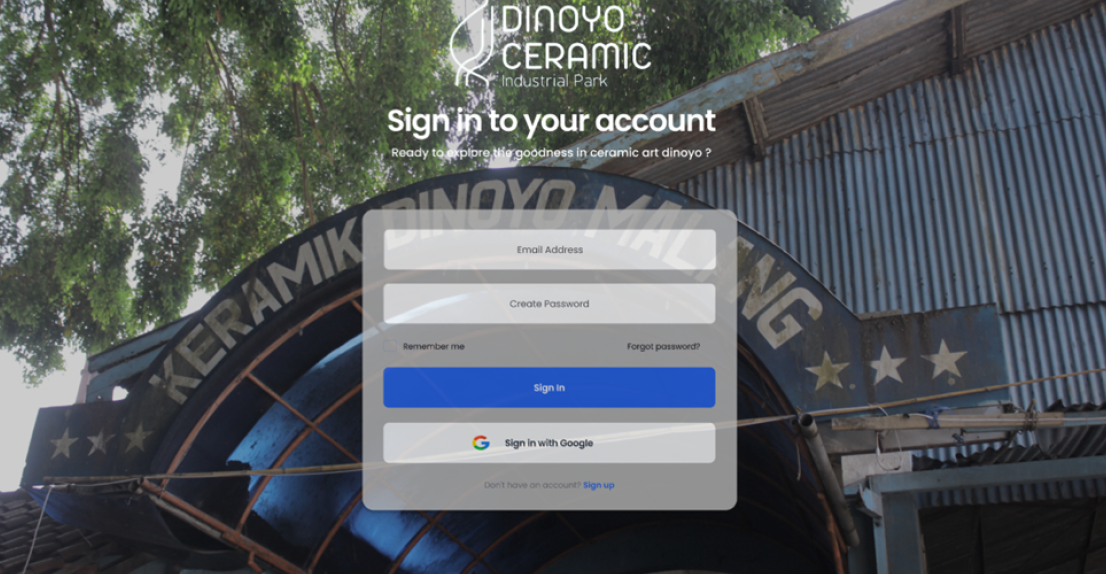 DINOYO
CERAMIC
Industrial Park
Sign in to your account
Ready to explore the goodness in ceramic art dinoyo ?
KERAMIK DINOYO MALANG
Email Address
Create Password
Remember me
Forgot password?
Sign In
Sign in with Google
Don't have an account? Sign up